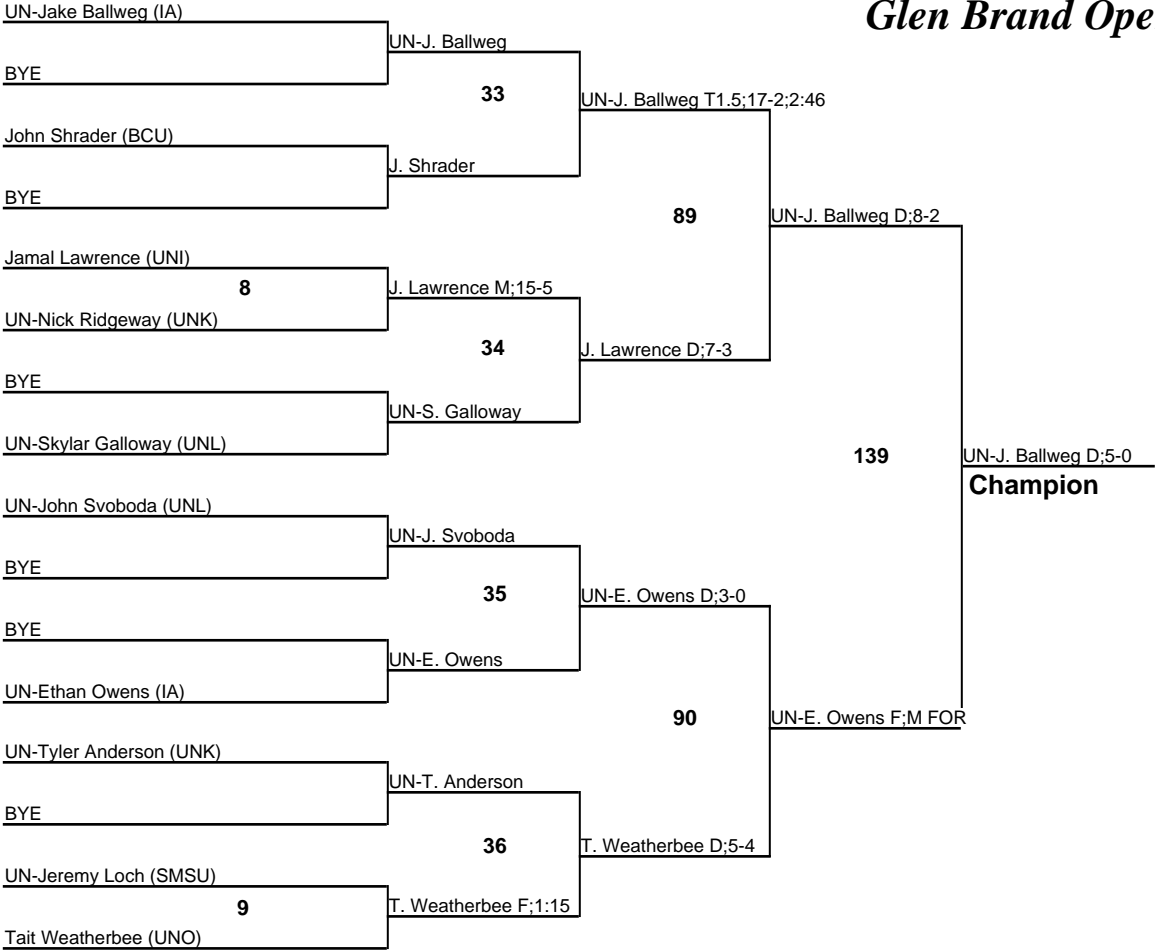 Glen Brand Ope
UN-Jake Ballweg (IA)
UN-J. Ballweg
BYE
33
UN-J. Ballweg T1.5;17-2;2:46
John Shrader (BCU)
J. Shrader
BYE
89
UN-J. Ballweg D;8-2
Jamal Lawrence (UNI)
8
J. Lawrence M;15-5
UN-Nick Ridgeway (UNK)
34
J. Lawrence D;7-3
BYE
UN-S. Galloway
UN-Skylar Galloway (UNL)
139
UN-J. Ballweg D;5-0
Champion
UN-John Svoboda (UNL)
UN-J. Svoboda
BYE
35
UN-E. Owens D;3-0
BYE
UN-E. Owens
UN-Ethan Owens (IA)
90
UN-E. Owens F;M FOR
UN-Tyler Anderson (UNK)
UN-T. Anderson
BYE
36
T. Weatherbee D;5-4
UN-Jeremy Loch (SMSU)
9
T. Weatherbee F;1:15
Tait Weatherbee (UNO)